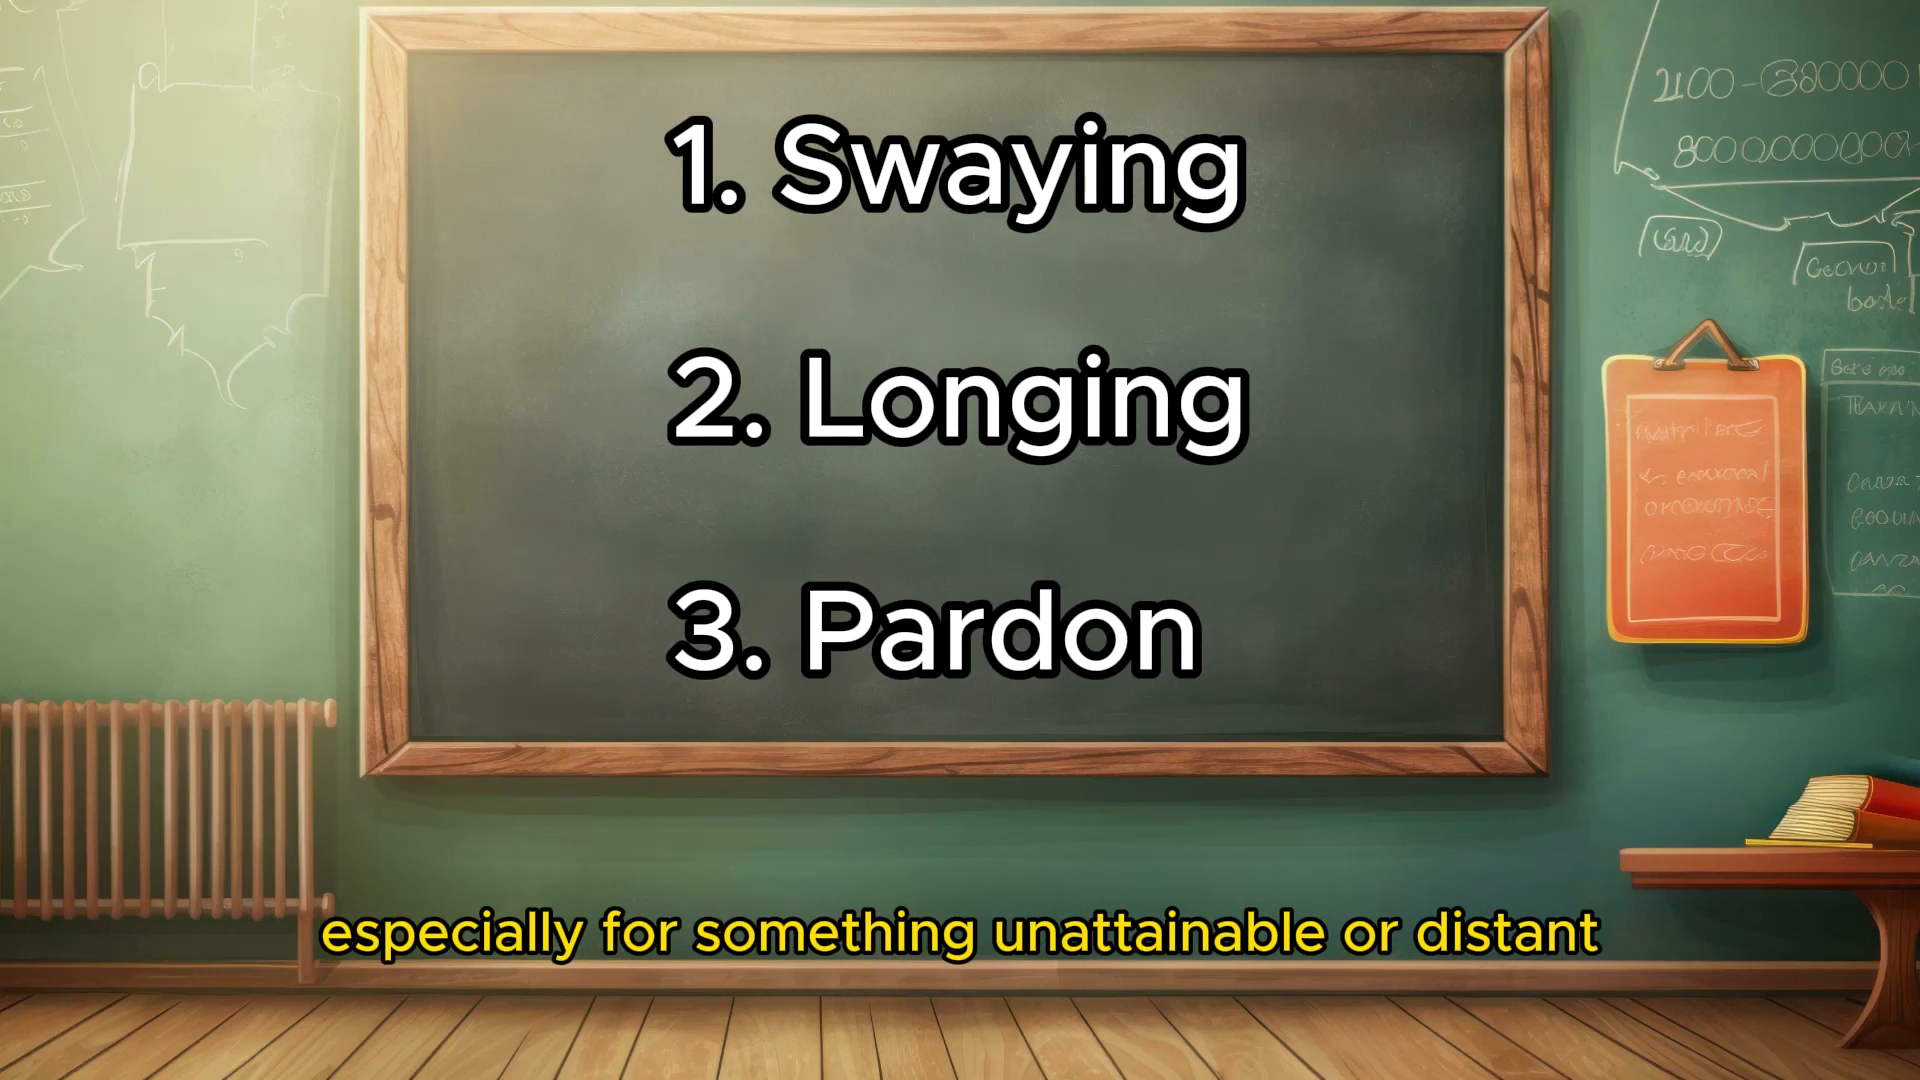 1. Swaying
2. Longing
3. Pardon
especially for something unattainable or distant